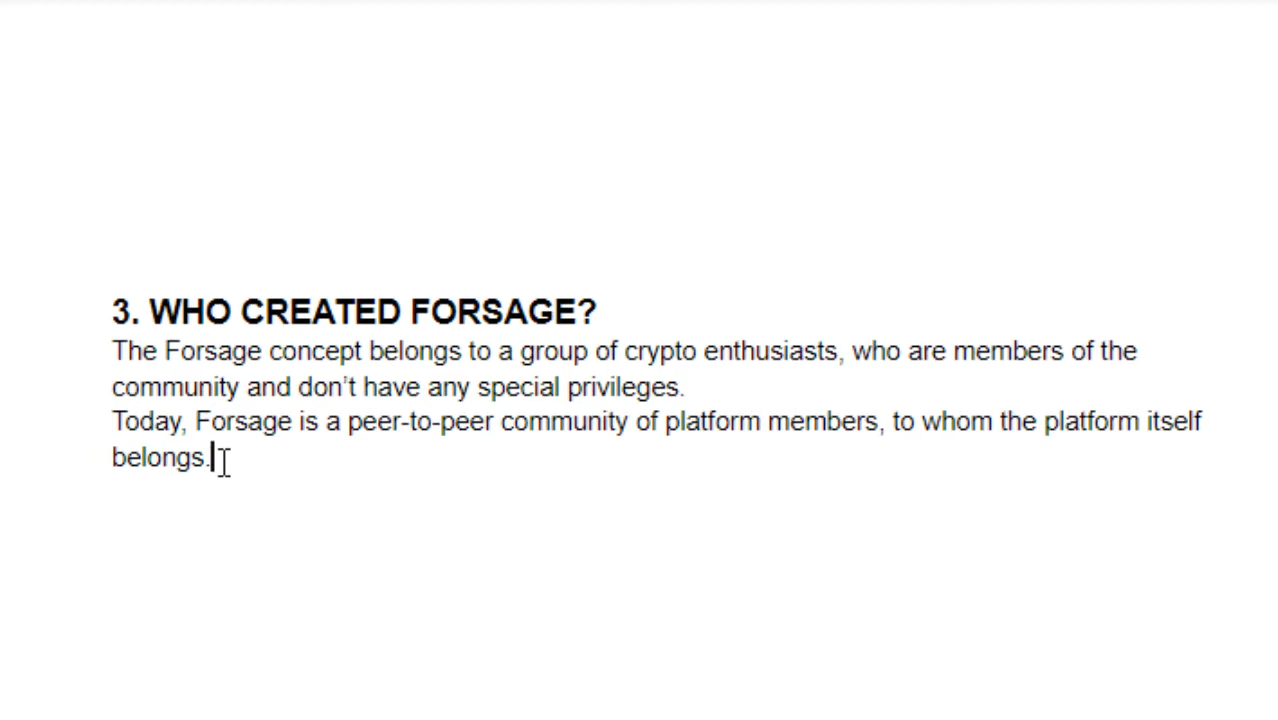 3. WHO CREATED FORSAGE?
The Forsage concept belongs to a group of crypto enthusiasts, who are members of the
community and don’t have any special privileges.
Today, Forsage is a peer-to-peer community of platform members, to whom the platform itself
belongs.